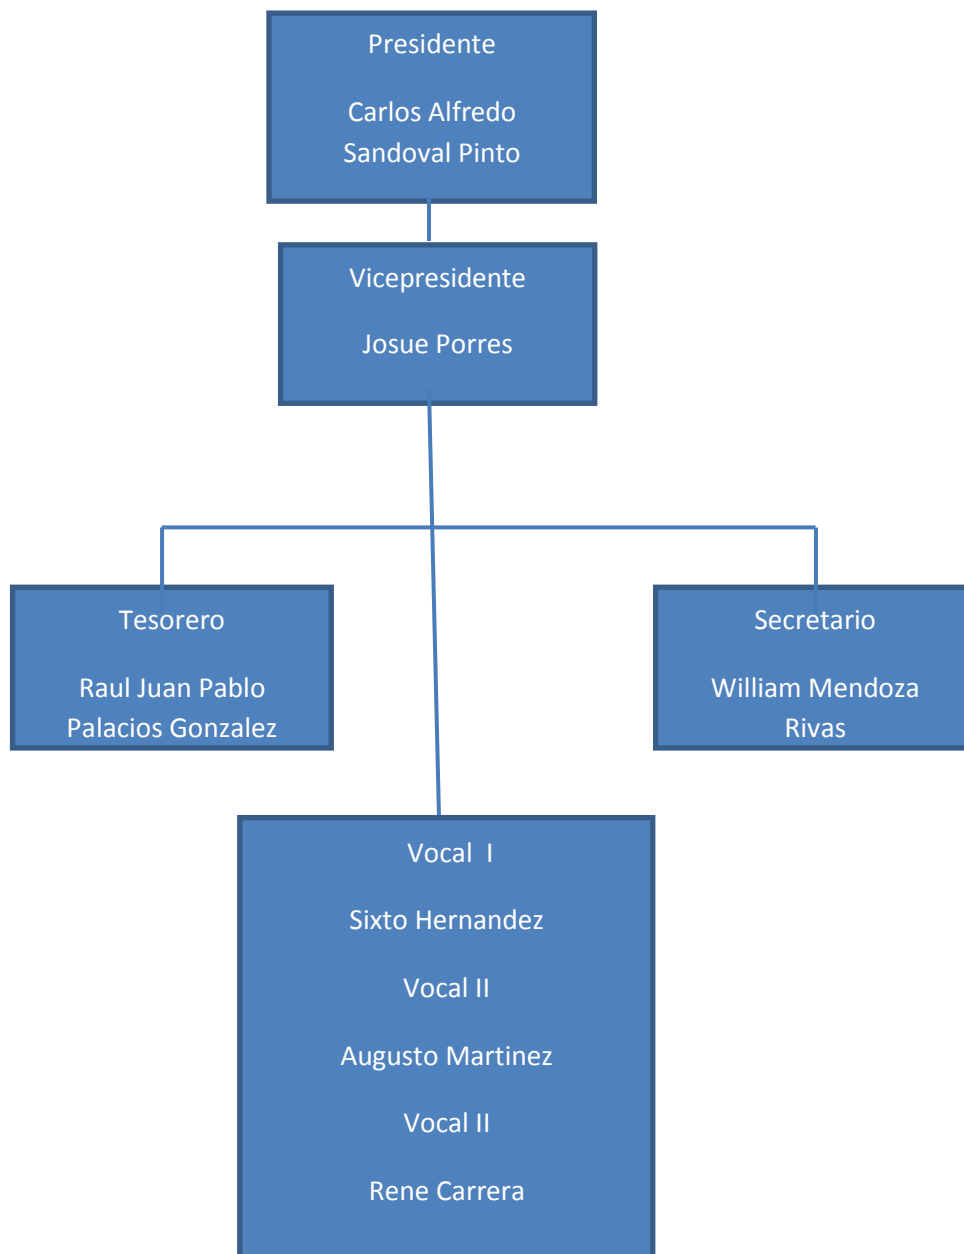 Presidente
Carlos Alfredo
Sandoval Pinto
Vicepresidente
Josue Porres
Tesorero
Raul Juan Pablo
Palacios Gonzalez
Secretario
William Mendoza
Rivas
Vocal  I
Sixto Hernandez
Vocal II
Augusto Martinez
Vocal II
Rene Carrera